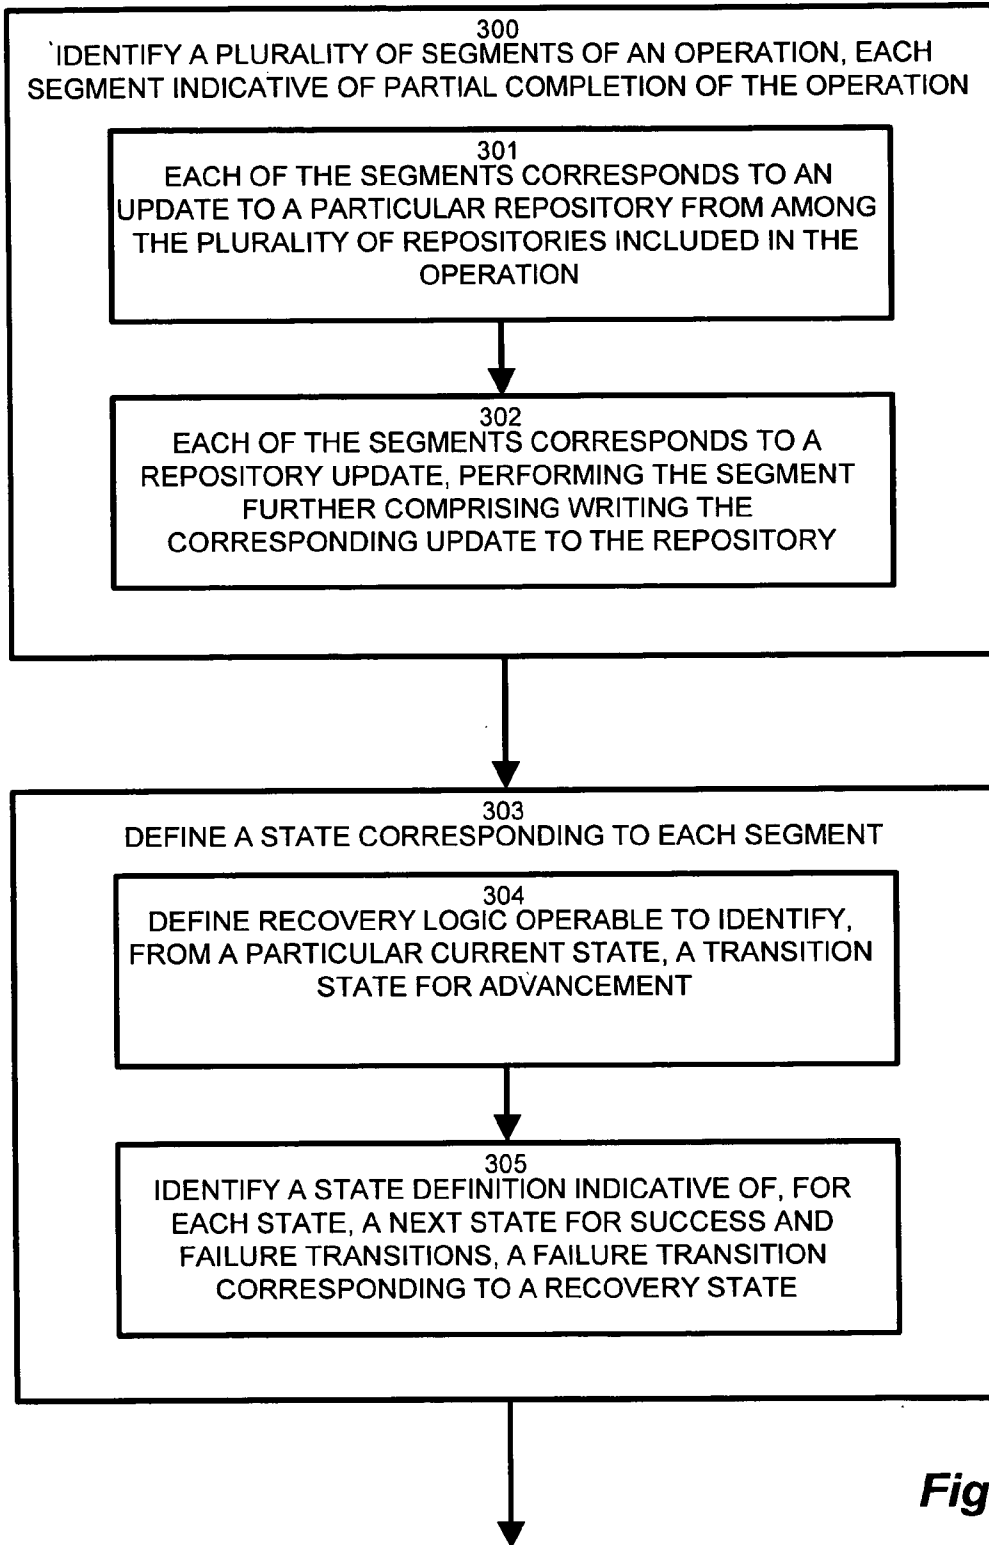 300
IDENTIFY A PLURALITY OF SEGMENTS OF AN OPERATION, EACH
SEGMENT INDICATIVE OF PARTIAL COMPLETION OF THE OPERATION
301
EACH OF THE SEGMENTS CORRESPONDS TO AN
UPDATE TO A PARTICULAR REPOSITORY FROM AMONG
THE PLURALITY OF REPOSITORIES INCLUDED IN THE
OPERATION
302
EACH OF THE SEGMENTS CORRESPONDS TO A
REPOSITORY UPDATE, PERFORMING THE SEGMENT
FURTHER COMPRISING WRITING THE
CORRESPONDING UPDATE TO THE REPOSITORY
303
DEFINE A STATE CORRESPONDING TO EACH SEGMENT
304
DEFINE RECOVERY LOGIC OPERABLE TO IDENTIFY,
FROM A PARTICULAR CURRENT STATE, A TRANSITION
STATE FOR ADVANCEMENT
305
IDENTIFY A STATE DEFINITION INDICATIVE OF, FOR
EACH STATE, A NEXT STATE FOR SUCCESS AND
FAILURE TRANSITIONS, A FAILURE TRANSITION
CORRESPONDING TO A RECOVERY STATE
Fig